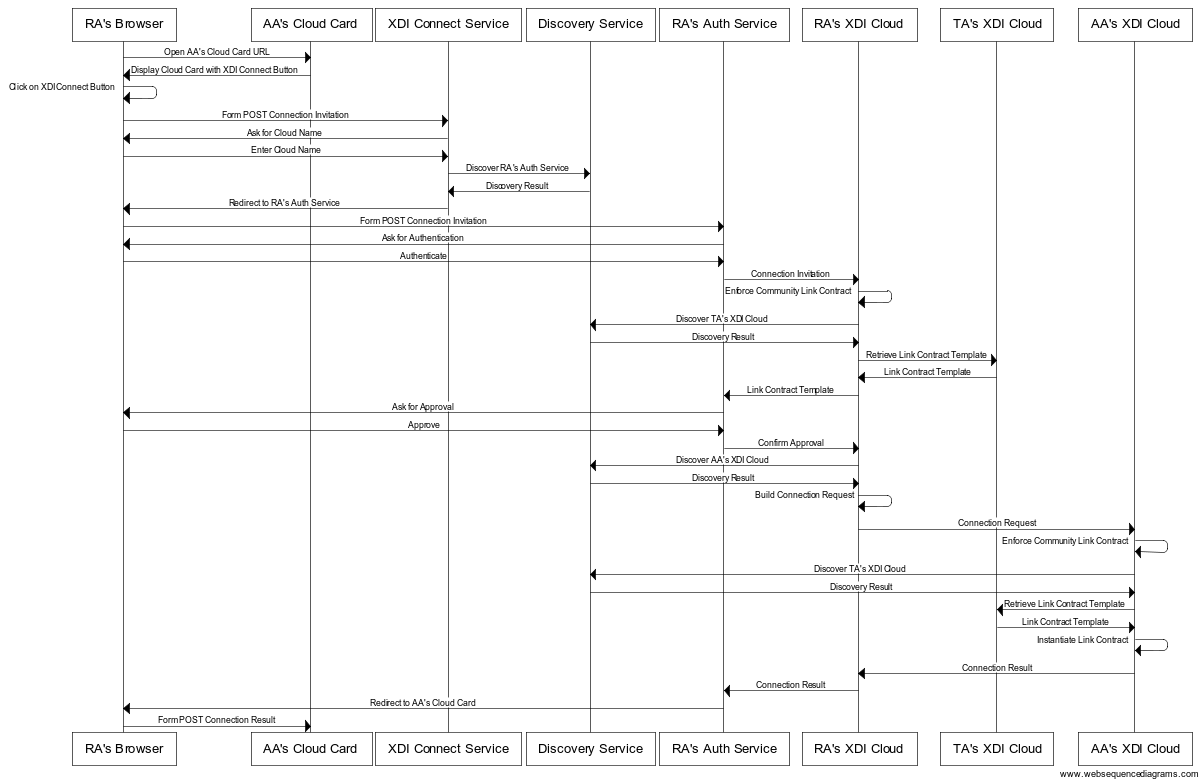 RA's Browser
AA's Cloud Card
XDI Connect Service
Discovery Service
RA's Auth Service
RA's XDI Cloud
TA's XDI Cloud
AA's XDI Cloud
Open AA's Cloud Card URL
Display Cloud Card with XDI Connect Button
Click on XDI Connect Button
Form POST Connection Invitation
Ask for Cloud Name
Enter Cloud Name
Discover RA's Auth Service
Discovery Result
Redirect to RA's Auth Service
Form POST Connection Invitation
Ask for Authentication
Authenticate
Connection Invitation
Enforce Community Link Contract
Discover TA's XDI Cloud
Discovery Result
Retrieve Link Contract Template
Link Contract Template
Link Contract Template
Ask for Approval
Approve
Confirm Approval
Discover AA's XDI Cloud
Discovery Result
Build Connection Request
Connection Request
Enforce Community Link Contract
Discover TA's XDI Cloud
Discovery Result
Retrieve Link Contract Template
Link Contract Template
Instantiate Link Contract
Connection Result
Connection Result
Redirect to AA's Cloud Card
Form POST Connection Result
RA's Browser
AA's Cloud Card
XDI Connect Service
Discovery Service
RA's Auth Service
RA's XDI Cloud
TA's XDI Cloud
AA's XDI Cloud
www.websequencediagrams.com